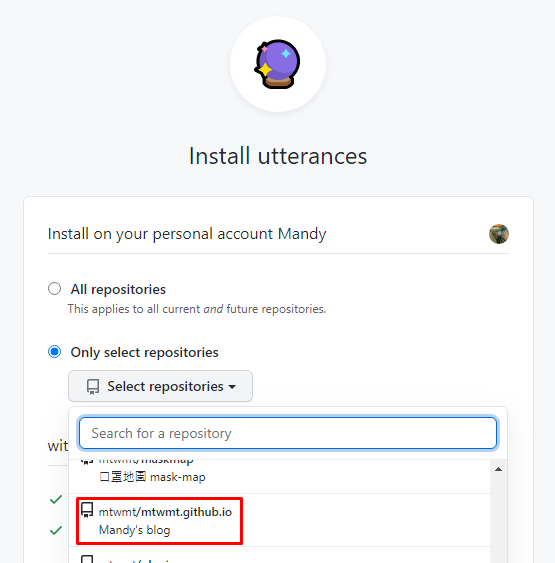 Install utterances
Install on your personal account Mandy
All repositories
This applies to all current and future repositories.
Only select repositories
Select repositories
Search for a repository
wit
mtwmt/maskmap
口罩地圖 mask-map
mtwmt/mtwmt.github.io
Mandy's blog